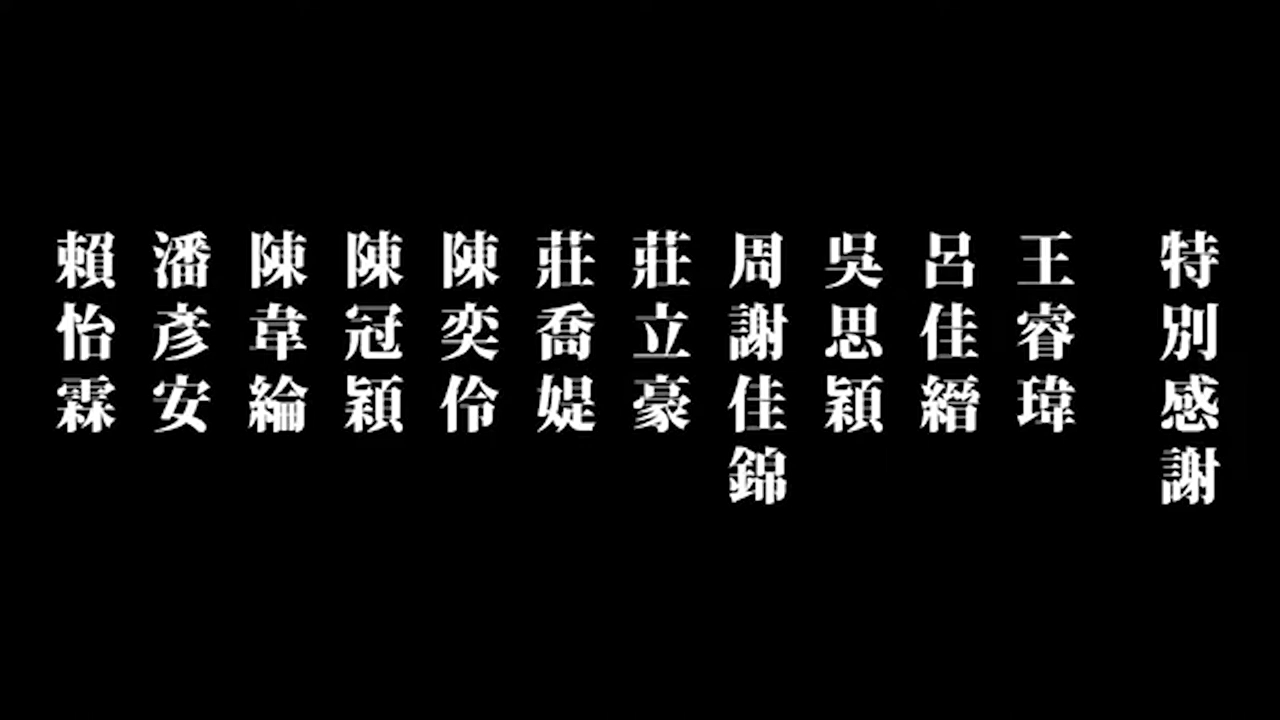 特別感謝
王睿瑋
呂佳縉
吳思穎
周謝佳錦
莊立豪
莊喬媞
陳奕伶
陳冠穎
陳韋綸
潘彥安
賴怡霖